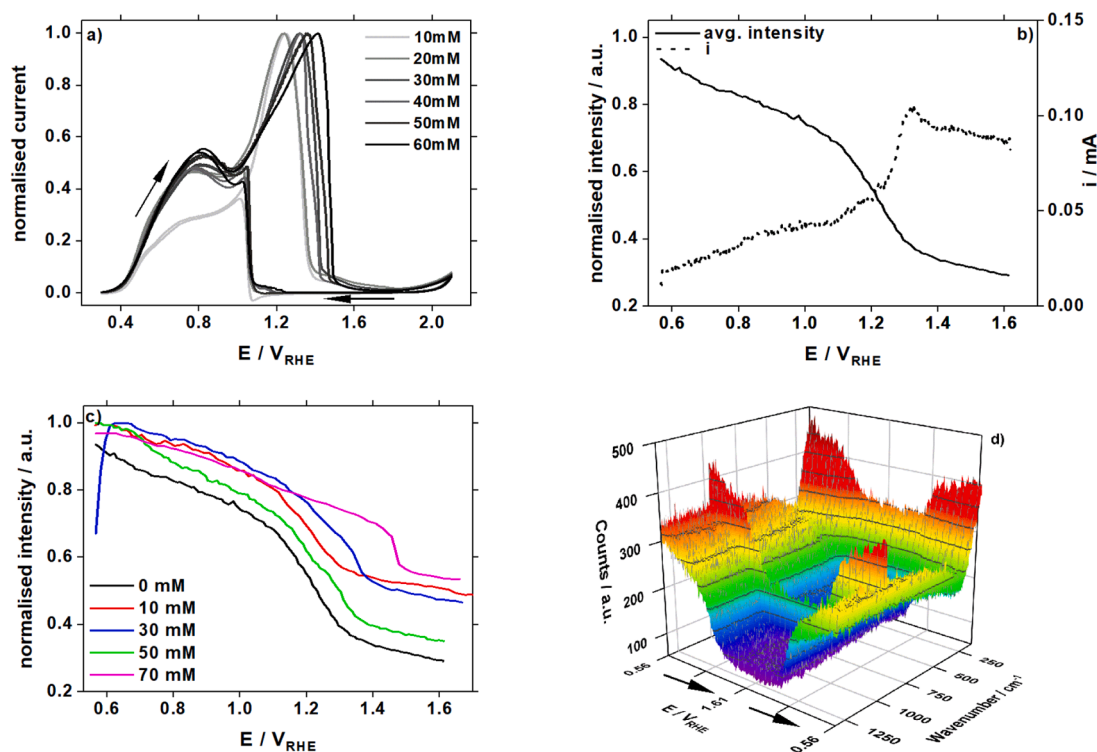 a)
normalised current
1.0
0.8
0.6
0.4
0.2
0.0
10mM
20mM
30mM
40mM
50mM
60mM
0.4 0.8 1.2 1.6 2.0
E / V_RHE
b)
normalised intensity / a.u.
1.0
0.8
0.6
0.4
0.2
avg. intensity
i
0.15
0.10
0.05
0.00
i / mA
0.6 0.8 1.0 1.2 1.4 1.6
E / V_RHE
c)
normalised intensity / a.u.
1.0
0.8
0.6
0.4
0.2
0 mM
10 mM
30 mM
50 mM
70 mM
0.6 0.8 1.0 1.2 1.4 1.6
E / V_RHE
d)
Counts / a.u.
500
400
300
200
100
0.56
1.61
0.56
E / V_RHE
250
500
750
1000
1250
Wavenumber / cm⁻¹